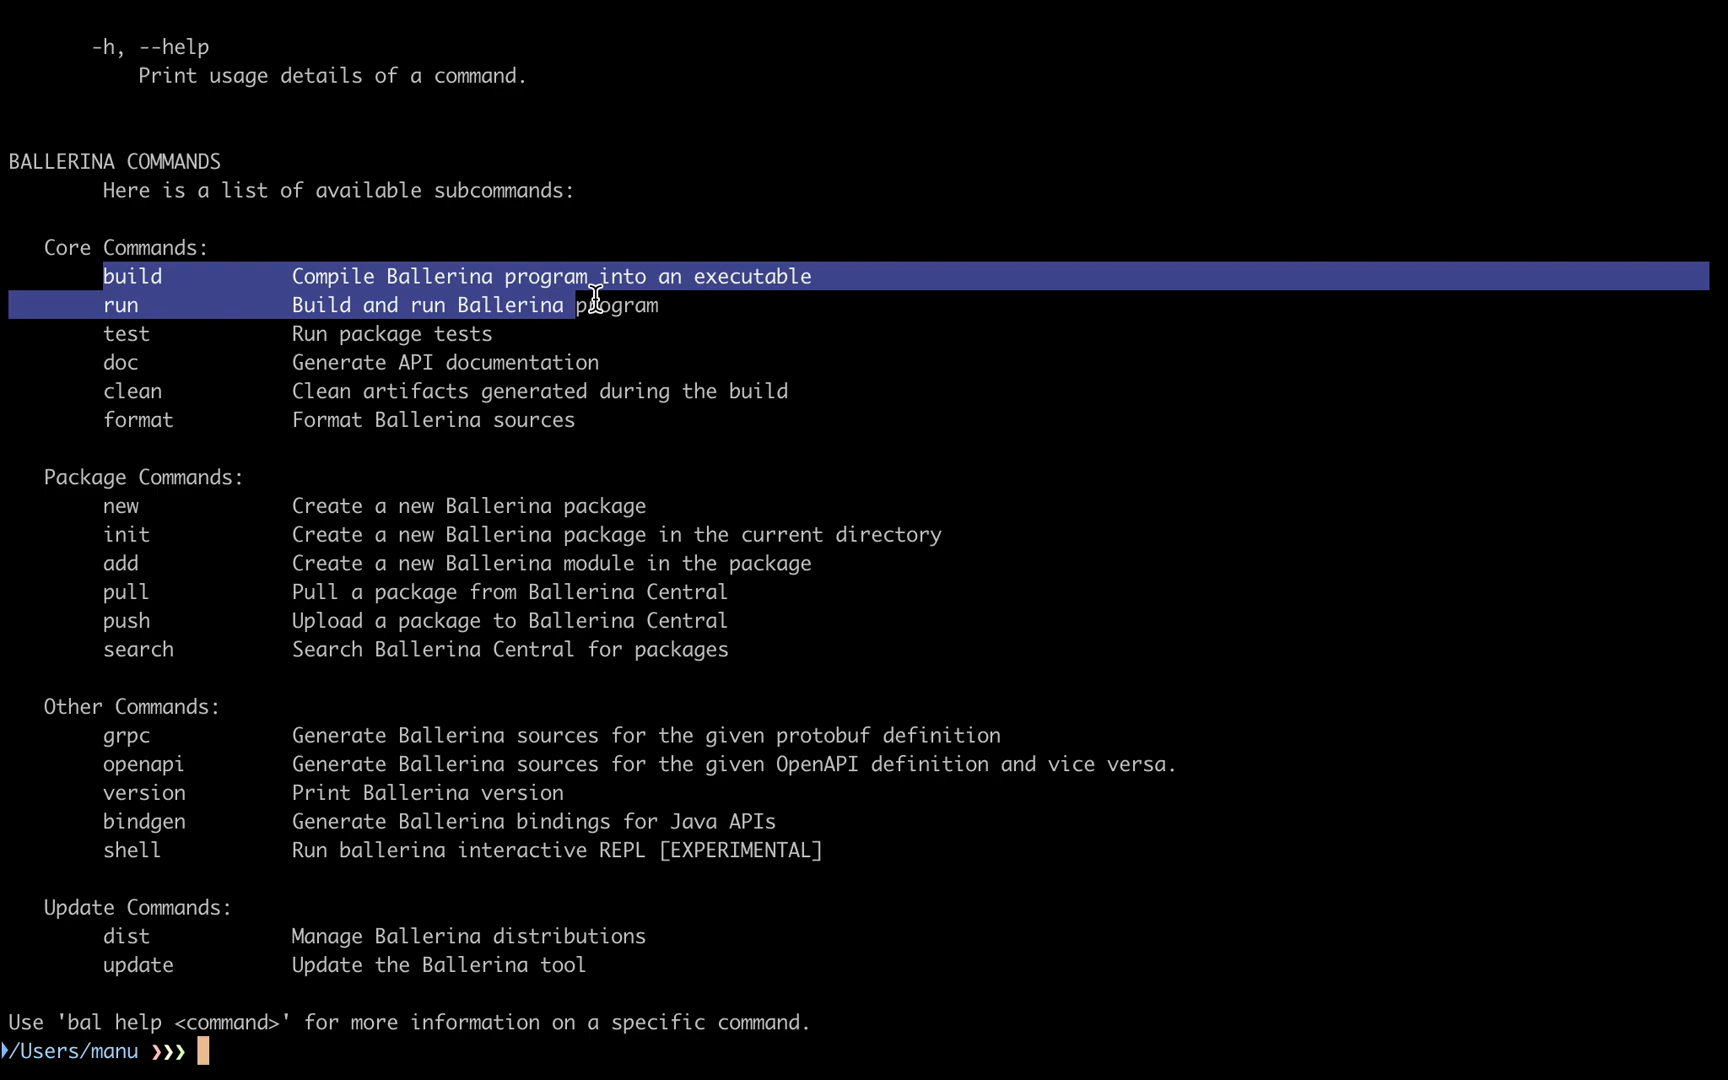 -h, --help
Print usage details of a command.
BALLERINA COMMANDS
Here is a list of available subcommands:
Core Commands:
build Compile Ballerina program into an executable
run Build and run Ballerina program
test Run package tests
doc Generate API documentation
clean Clean artifacts generated during the build
format Format Ballerina sources
Package Commands:
new Create a new Ballerina package
init Create a new Ballerina package in the current directory
add Create a new Ballerina module in the package
pull Pull a package from Ballerina Central
push Upload a package to Ballerina Central
search Search Ballerina Central for packages
Other Commands:
grpc Generate Ballerina sources for the given protobuf definition
openapi Generate Ballerina sources for the given OpenAPI definition and vice versa.
version Print Ballerina version
bindgen Generate Ballerina bindings for Java APIs
shell Run ballerina interactive REPL [EXPERIMENTAL]
Update Commands:
dist Manage Ballerina distributions
update Update the Ballerina tool
Use 'bal help <command>' for more information on a specific command.
/Users/manu ❯❯❯